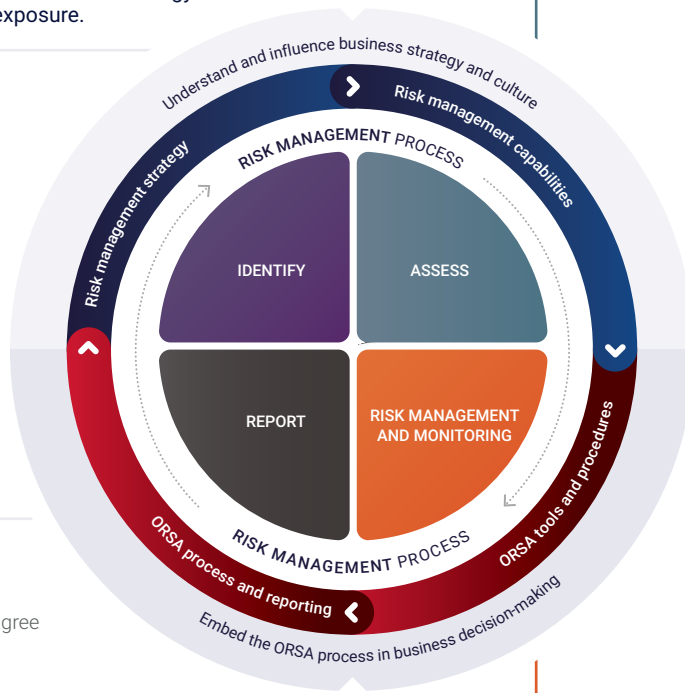 exposure.
Understand and influence business strategy and culture
Risk management strategy
Risk management capabilities
RISK MANAGEMENT PROCESS
IDENTIFY
ASSESS
REPORT
RISK MANAGEMENT
AND MONITORING
RISK MANAGEMENT PROCESS
ORSA tools and procedures
ORSA process and reporting
Embed the ORSA process in business decision-making
gree